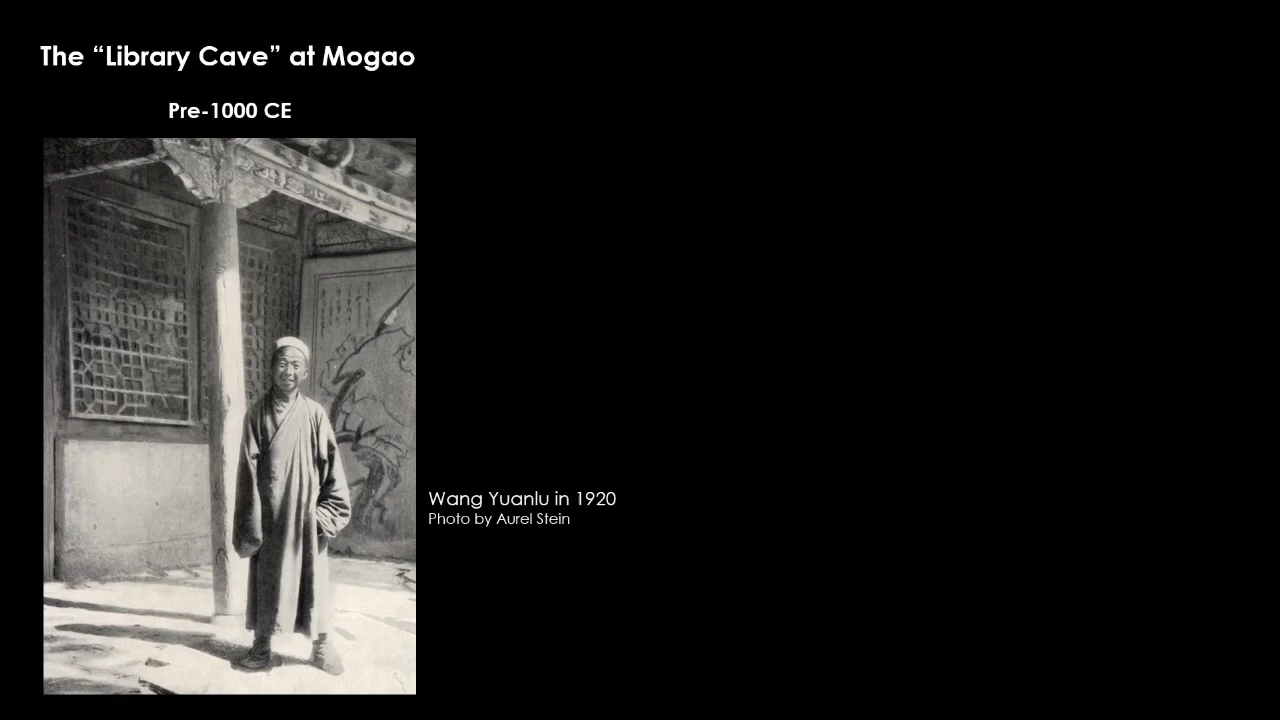 The “Library Cave” at Mogao
Pre-1000 CE
Wang Yuanlu in 1920
Photo by Aurel Stein